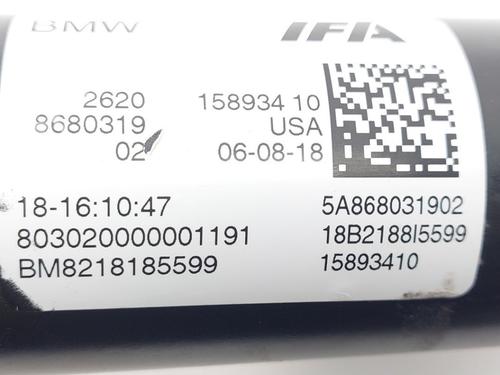 BMW IFA
2620 158934 10
8680319 USA
02 06-08-18
18-16:10:47 5A868031902
803020000001191 18B2188I5599
BM8218185599 15893410